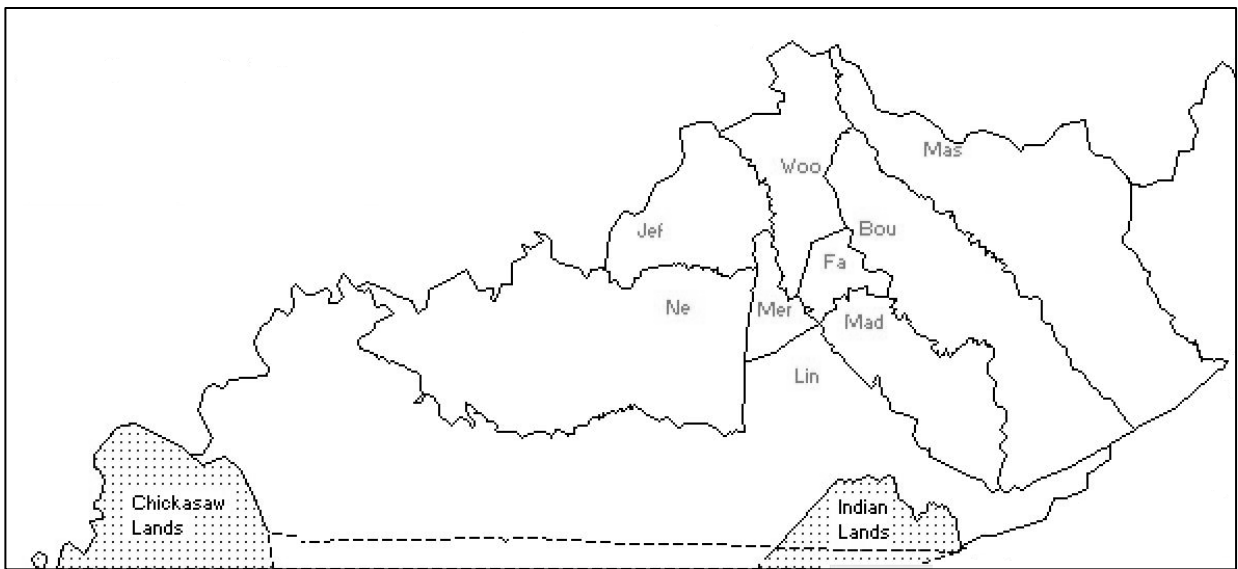 Mas
Woo
Jef
Bou
Fa
Ne
Mer
Mad
Lin
Chickasaw
Lands
Indian
Lands